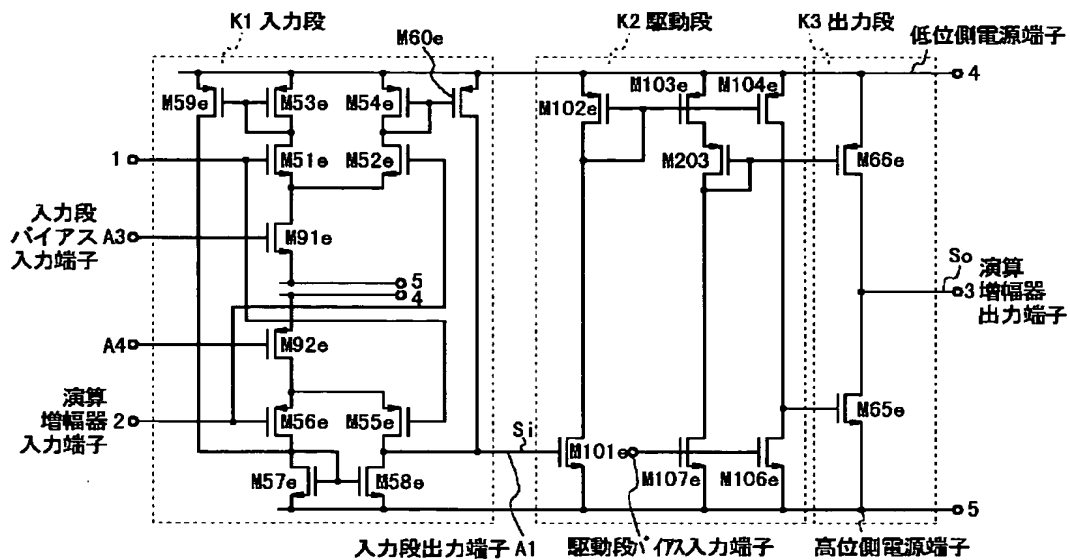 K1 入力段
M60e
K2 駆動段
K3 出力段
低位側電源端子
4
M59e
M53e
M54e
M102e
M103e
M104e
1
M51e
M52e
M203
M66e
入力段
バイアス A3
入力端子
M91e
5
4
So
演算
3 増幅器
出力端子
A4
M92e
演算
増幅器 2
入力端子
M56e
M55e
M65e
Si
M101e
M57e
M58e
M107e
M106e
5
入力段出力端子 A1
駆動段バイアス入力端子
高位側電源端子